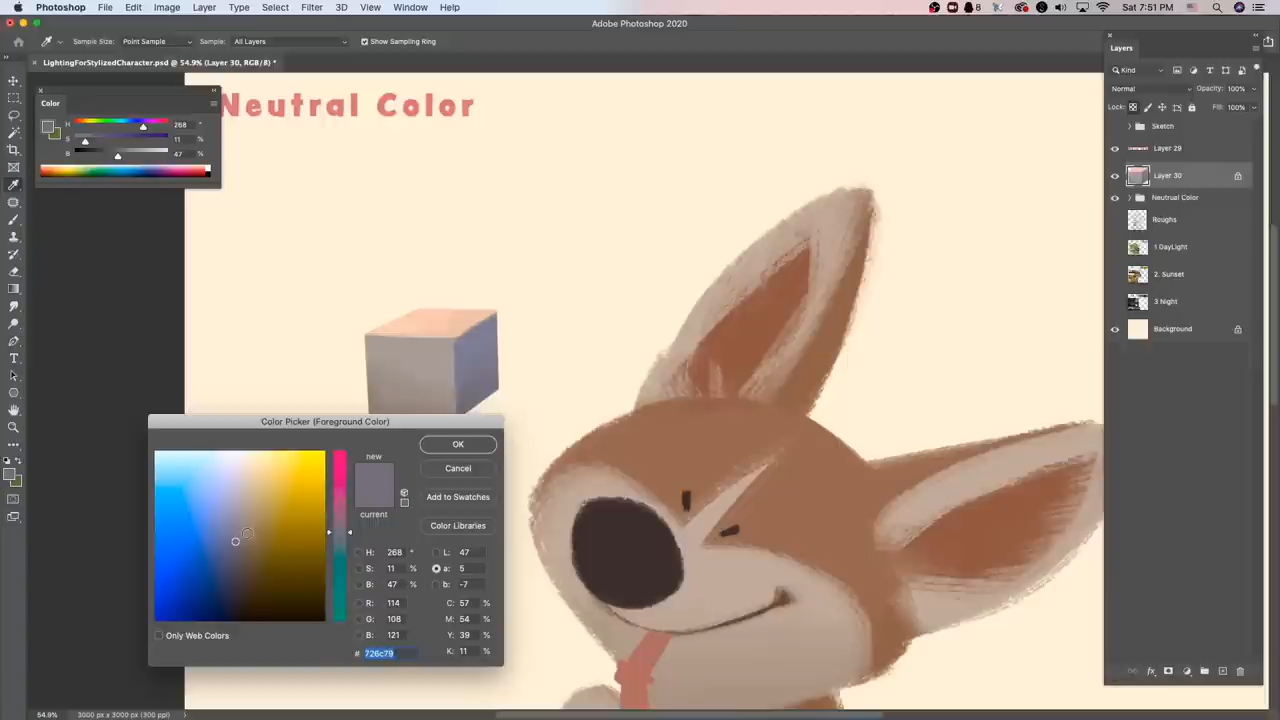 Photoshop File Edit Image Layer Type Select Filter 3D View Window Help
8 100% Sat 7:51 PM
Adobe Photoshop 2020
Sample Size: Point Sample Sample: All Layers Show Sampling Ring
LightingForStylizedCharacter.psd @ 54.9% (Layer 30, RGB/8) *
Color
H 268 °
S 11 %
B 47 %
Neutral Color
Color Picker (Foreground Color)
new
current
OK
Cancel
Add to Swatches
Color Libraries
H: 268 ° L: 47
S: 11 % a: 5
B: 47 % b: -7
R: 114 C: 57 %
G: 108 M: 54 %
B: 121 Y: 39 %
# 726c79 K: 11 %
Only Web Colors
Layers
Kind
Normal Opacity: 100%
Lock: Fill: 100%
Sketch
Layer 29
Layer 30
Neutrual Color
Roughs
1 DayLight
2. Sunset
3 Night
Background
fx
54.9% 3000 px x 3000 px (300 ppi)